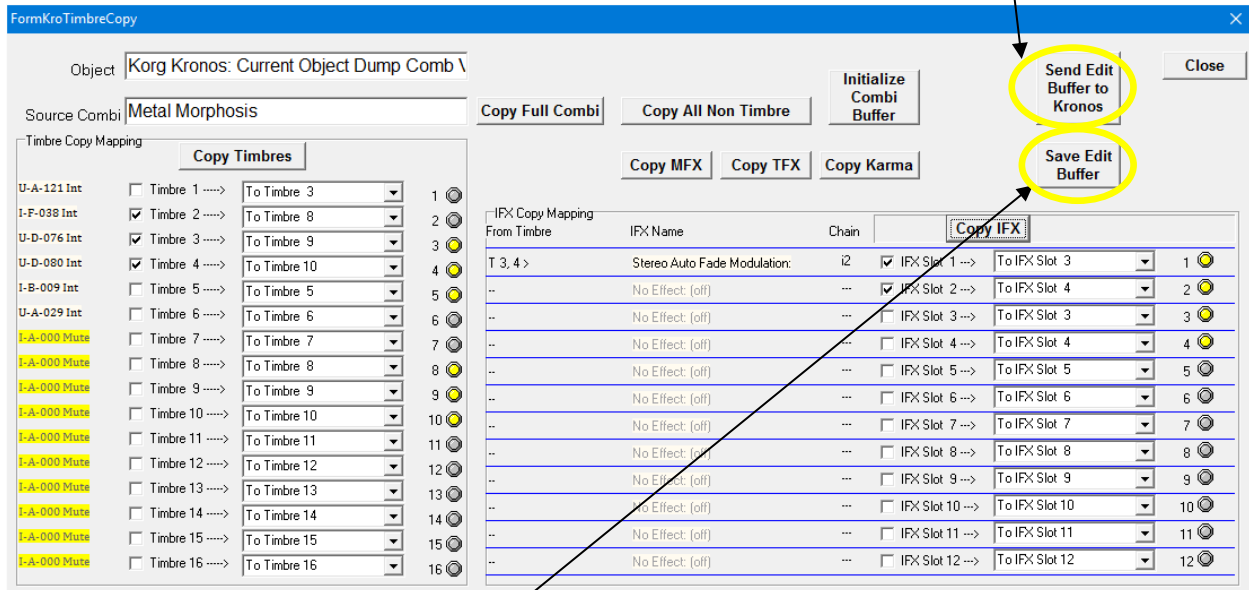 FormKroTimbreCopy
Object Korg Kronos: Current Object Dump Comb V
Source Combi Metal Morphosis
Copy Full Combi
Copy All Non Timbre
Initialize
Combi
Buffer
Send Edit
Buffer to
Kronos
Close
Copy MFX
Copy TFX
Copy Karma
Save Edit
Buffer
Timbre Copy Mapping
Copy Timbres
U-A-121 Int Timbre 1 -----> To Timbre 3 1
I-F-038 Int Timbre 2 -----> To Timbre 8 2
U-D-076 Int Timbre 3 -----> To Timbre 9 3
U-D-080 Int Timbre 4 -----> To Timbre 10 4
I-B-009 Int Timbre 5 -----> To Timbre 5 5
U-A-029 Int Timbre 6 -----> To Timbre 6 6
I-A-000 Mute Timbre 7 -----> To Timbre 7 7
I-A-000 Mute Timbre 8 -----> To Timbre 8 8
I-A-000 Mute Timbre 9 -----> To Timbre 9 9
I-A-000 Mute Timbre 10 -----> To Timbre 10 10
I-A-000 Mute Timbre 11 -----> To Timbre 11 11
I-A-000 Mute Timbre 12 -----> To Timbre 12 12
I-A-000 Mute Timbre 13 -----> To Timbre 13 13
I-A-000 Mute Timbre 14 -----> To Timbre 14 14
I-A-000 Mute Timbre 15 -----> To Timbre 15 15
I-A-000 Mute Timbre 16 -----> To Timbre 16 16
IFX Copy Mapping
From Timbre IFX Name Chain Copy IFX
T 3, 4 > Stereo Auto Fade Modulation: i2 IFX Slot 1 ---> To IFX Slot 3 1
-- No Effect: (off) --- IFX Slot 2 ---> To IFX Slot 4 2
-- No Effect: (off) --- IFX Slot 3 ---> To IFX Slot 3 3
-- No Effect: (off) --- IFX Slot 4 ---> To IFX Slot 4 4
-- No Effect: (off) --- IFX Slot 5 ---> To IFX Slot 5 5
-- No Effect: (off) --- IFX Slot 6 ---> To IFX Slot 6 6
-- No Effect: (off) --- IFX Slot 7 ---> To IFX Slot 7 7
-- No Effect: (off) --- IFX Slot 8 ---> To IFX Slot 8 8
-- No Effect: (off) --- IFX Slot 9 ---> To IFX Slot 9 9
-- No Effect: (off) --- IFX Slot 10 ---> To IFX Slot 10 10
-- No Effect: (off) --- IFX Slot 11 ---> To IFX Slot 11 11
-- No Effect: (off) --- IFX Slot 12 ---> To IFX Slot 12 12